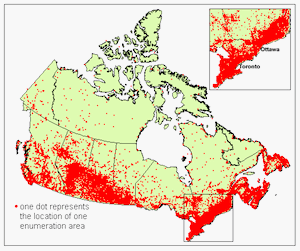 Ottawa
Toronto
one dot represents
the location of one
enumeration area